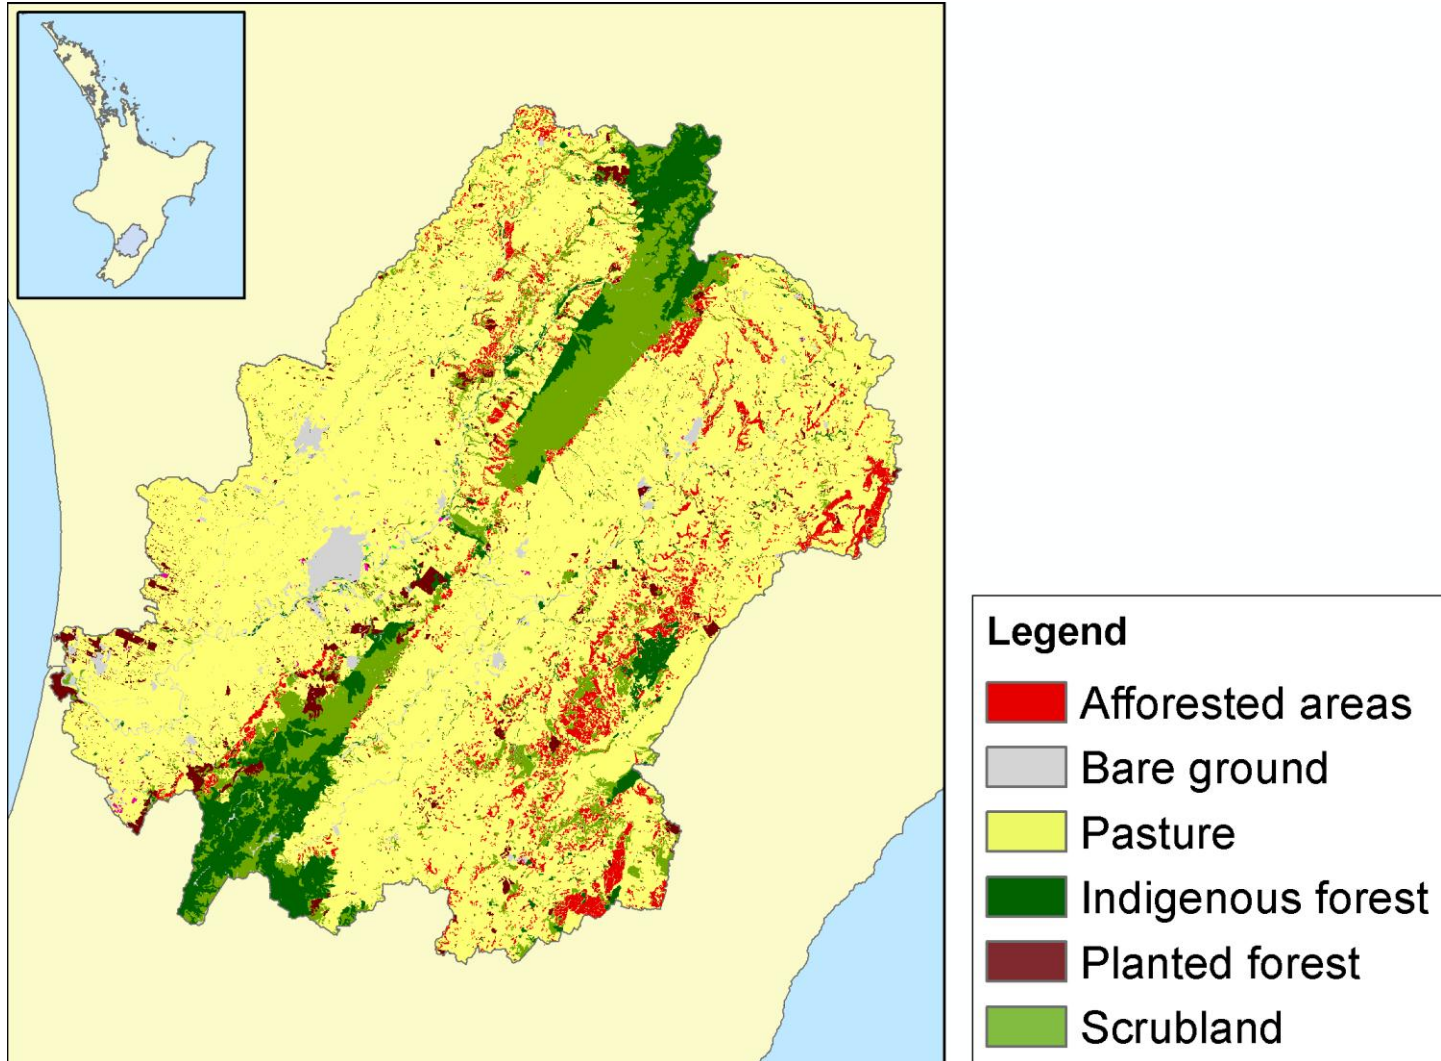 Legend
Afforested areas
Bare ground
Pasture
Indigenous forest
Planted forest
Scrubland